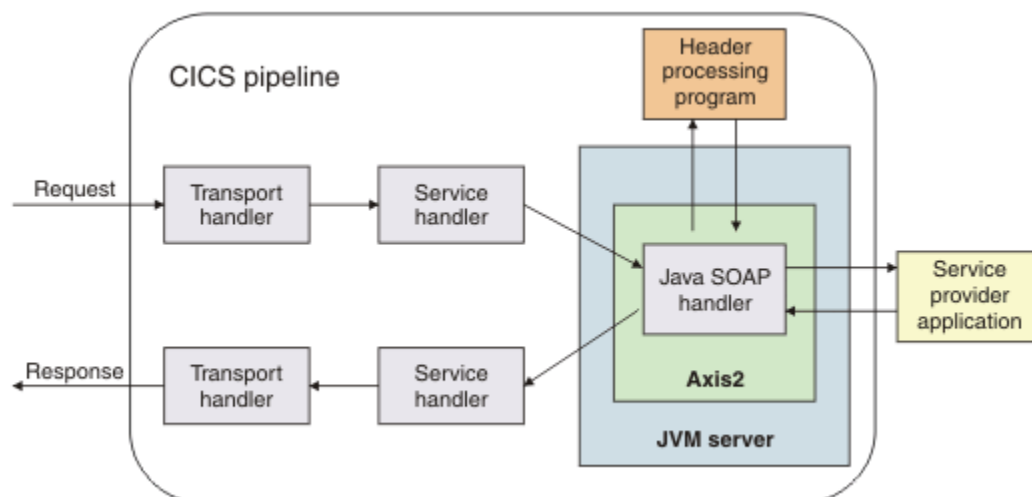 CICS pipeline
Header
processing
program
Request
Transport
handler
Service
handler
Java SOAP
handler
Service
provider
application
Response
Transport
handler
Service
handler
Axis2
JVM server